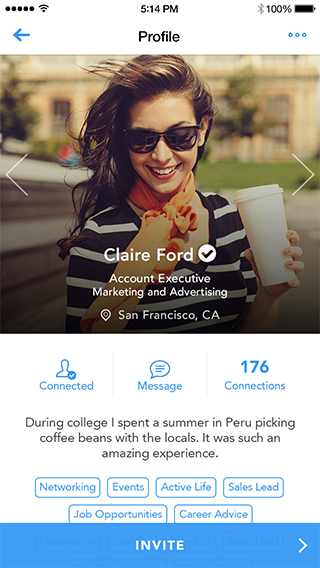 5:14 PM
100%
Profile
Claire Ford
Account Executive
Marketing and Advertising
San Francisco, CA
176
Connected
Message
Connections
During college I spent a summer in Peru picking
coffee beans with the locals. It was such an
amazing experience.
Networking
Events
Active Life
Sales Lead
Job Opportunities
Career Advice
INVITE